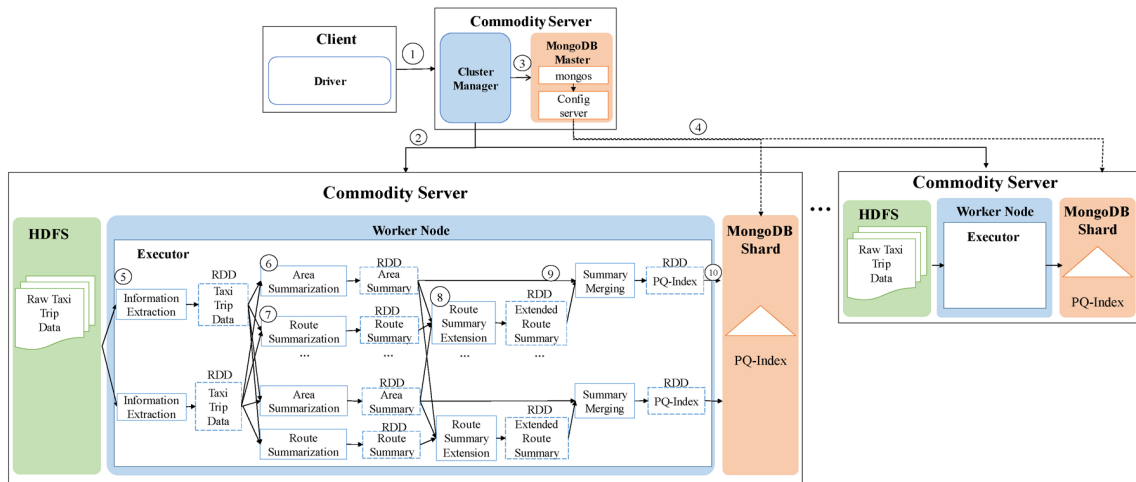 Commodity Server
Client
Driver
1
Cluster
Manager
3
MongoDB
Master
mongos
Config
server
2
4
Commodity Server
HDFS
Raw Taxi
Trip
Data
Worker Node
Executor
5
Information
Extraction
RDD
Taxi
Trip
Data
6
Area
Summarization
RDD
Area
Summary
7
Route
Summarization
RDD
Route
Summary
...
...
8
Route
Summary
Extension
...
RDD
Extended
Route
Summary
...
9
Summary
Merging
RDD
PQ-Index
10
Information
Extraction
RDD
Taxi
Trip
Data
Area
Summarization
RDD
Area
Summary
Route
Summarization
RDD
Route
Summary
Route
Summary
Extension
RDD
Extended
Route
Summary
Summary
Merging
RDD
PQ-Index
MongoDB
Shard
PQ-Index
...
Commodity Server
HDFS
Raw Taxi
Trip
Data
Worker Node
Executor
MongoDB
Shard
PQ-Index